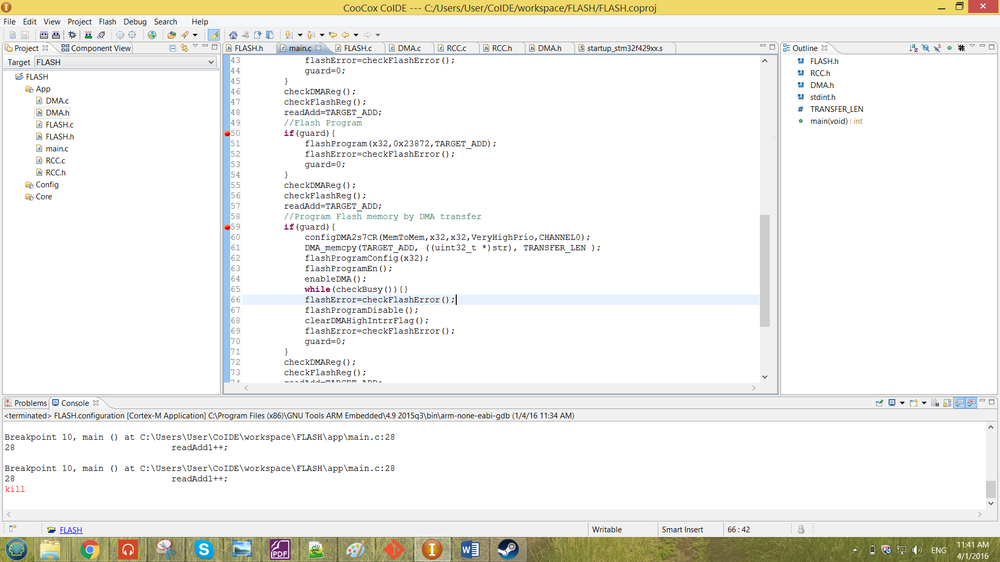 CooCox CoIDE --- C:/Users/User/CoIDE/workspace/FLASH/FLASH.coproj
File Edit View Project Flash Debug Search Help
Project Component View
Target FLASH
FLASH
App
DMA.c
DMA.h
FLASH.c
FLASH.h
main.c
RCC.c
RCC.h
Config
Core
FLASH.h main.c FLASH.c DMA.c RCC.c RCC.h DMA.h startup_stm32f429xx.s
43 flashError=checkFlashError();
44 guard=0;
45 }
46 checkDMAReg();
47 checkFlashReg();
48 readAdd=TARGET_ADD;
49 //Flash Program
50 if(guard){
51 flashProgram(x32,0x23872,TARGET_ADD);
52 flashError=checkFlashError();
53 guard=0;
54 }
55 checkDMAReg();
56 checkFlashReg();
57 readAdd=TARGET_ADD;
58 //Program Flash memory by DMA transfer
59 if(guard){
60 configDMA2s7CR(MemToMem,x32,x32,VeryHighPrio,CHANNEL0);
61 DMA_memcpy(TARGET_ADD, ((uint32_t *)str), TRANSFER_LEN );
62 flashProgramConfig(x32);
63 flashProgramEn();
64 enableDMA();
65 while(checkBusy()){}
66 flashError=checkFlashError();
67 flashProgramDisable();
68 clearDMAHighIntrrFlag();
69 flashError=checkFlashError();
70 guard=0;
71 }
72 checkDMAReg();
73 checkFlashReg();
74 readAdd=TARGET_ADD;
Outline
FLASH.h
RCC.h
DMA.h
stdint.h
TRANSFER_LEN
main(void) : int
Problems Console
<terminated> FLASH.configuration [Cortex-M Application] C:\Program Files (x86)\GNU Tools ARM Embedded\4.9 2015q3\bin\arm-none-eabi-gdb (1/4/16 11:34 AM)
Breakpoint 10, main () at C:\Users\User\CoIDE\workspace\FLASH\app\main.c:28
28 readAdd1++;
Breakpoint 10, main () at C:\Users\User\CoIDE\workspace\FLASH\app\main.c:28
28 readAdd1++;
kill
FLASH
Writable Smart Insert 66 : 42
PDF
ENG
11:41 AM
4/1/2016